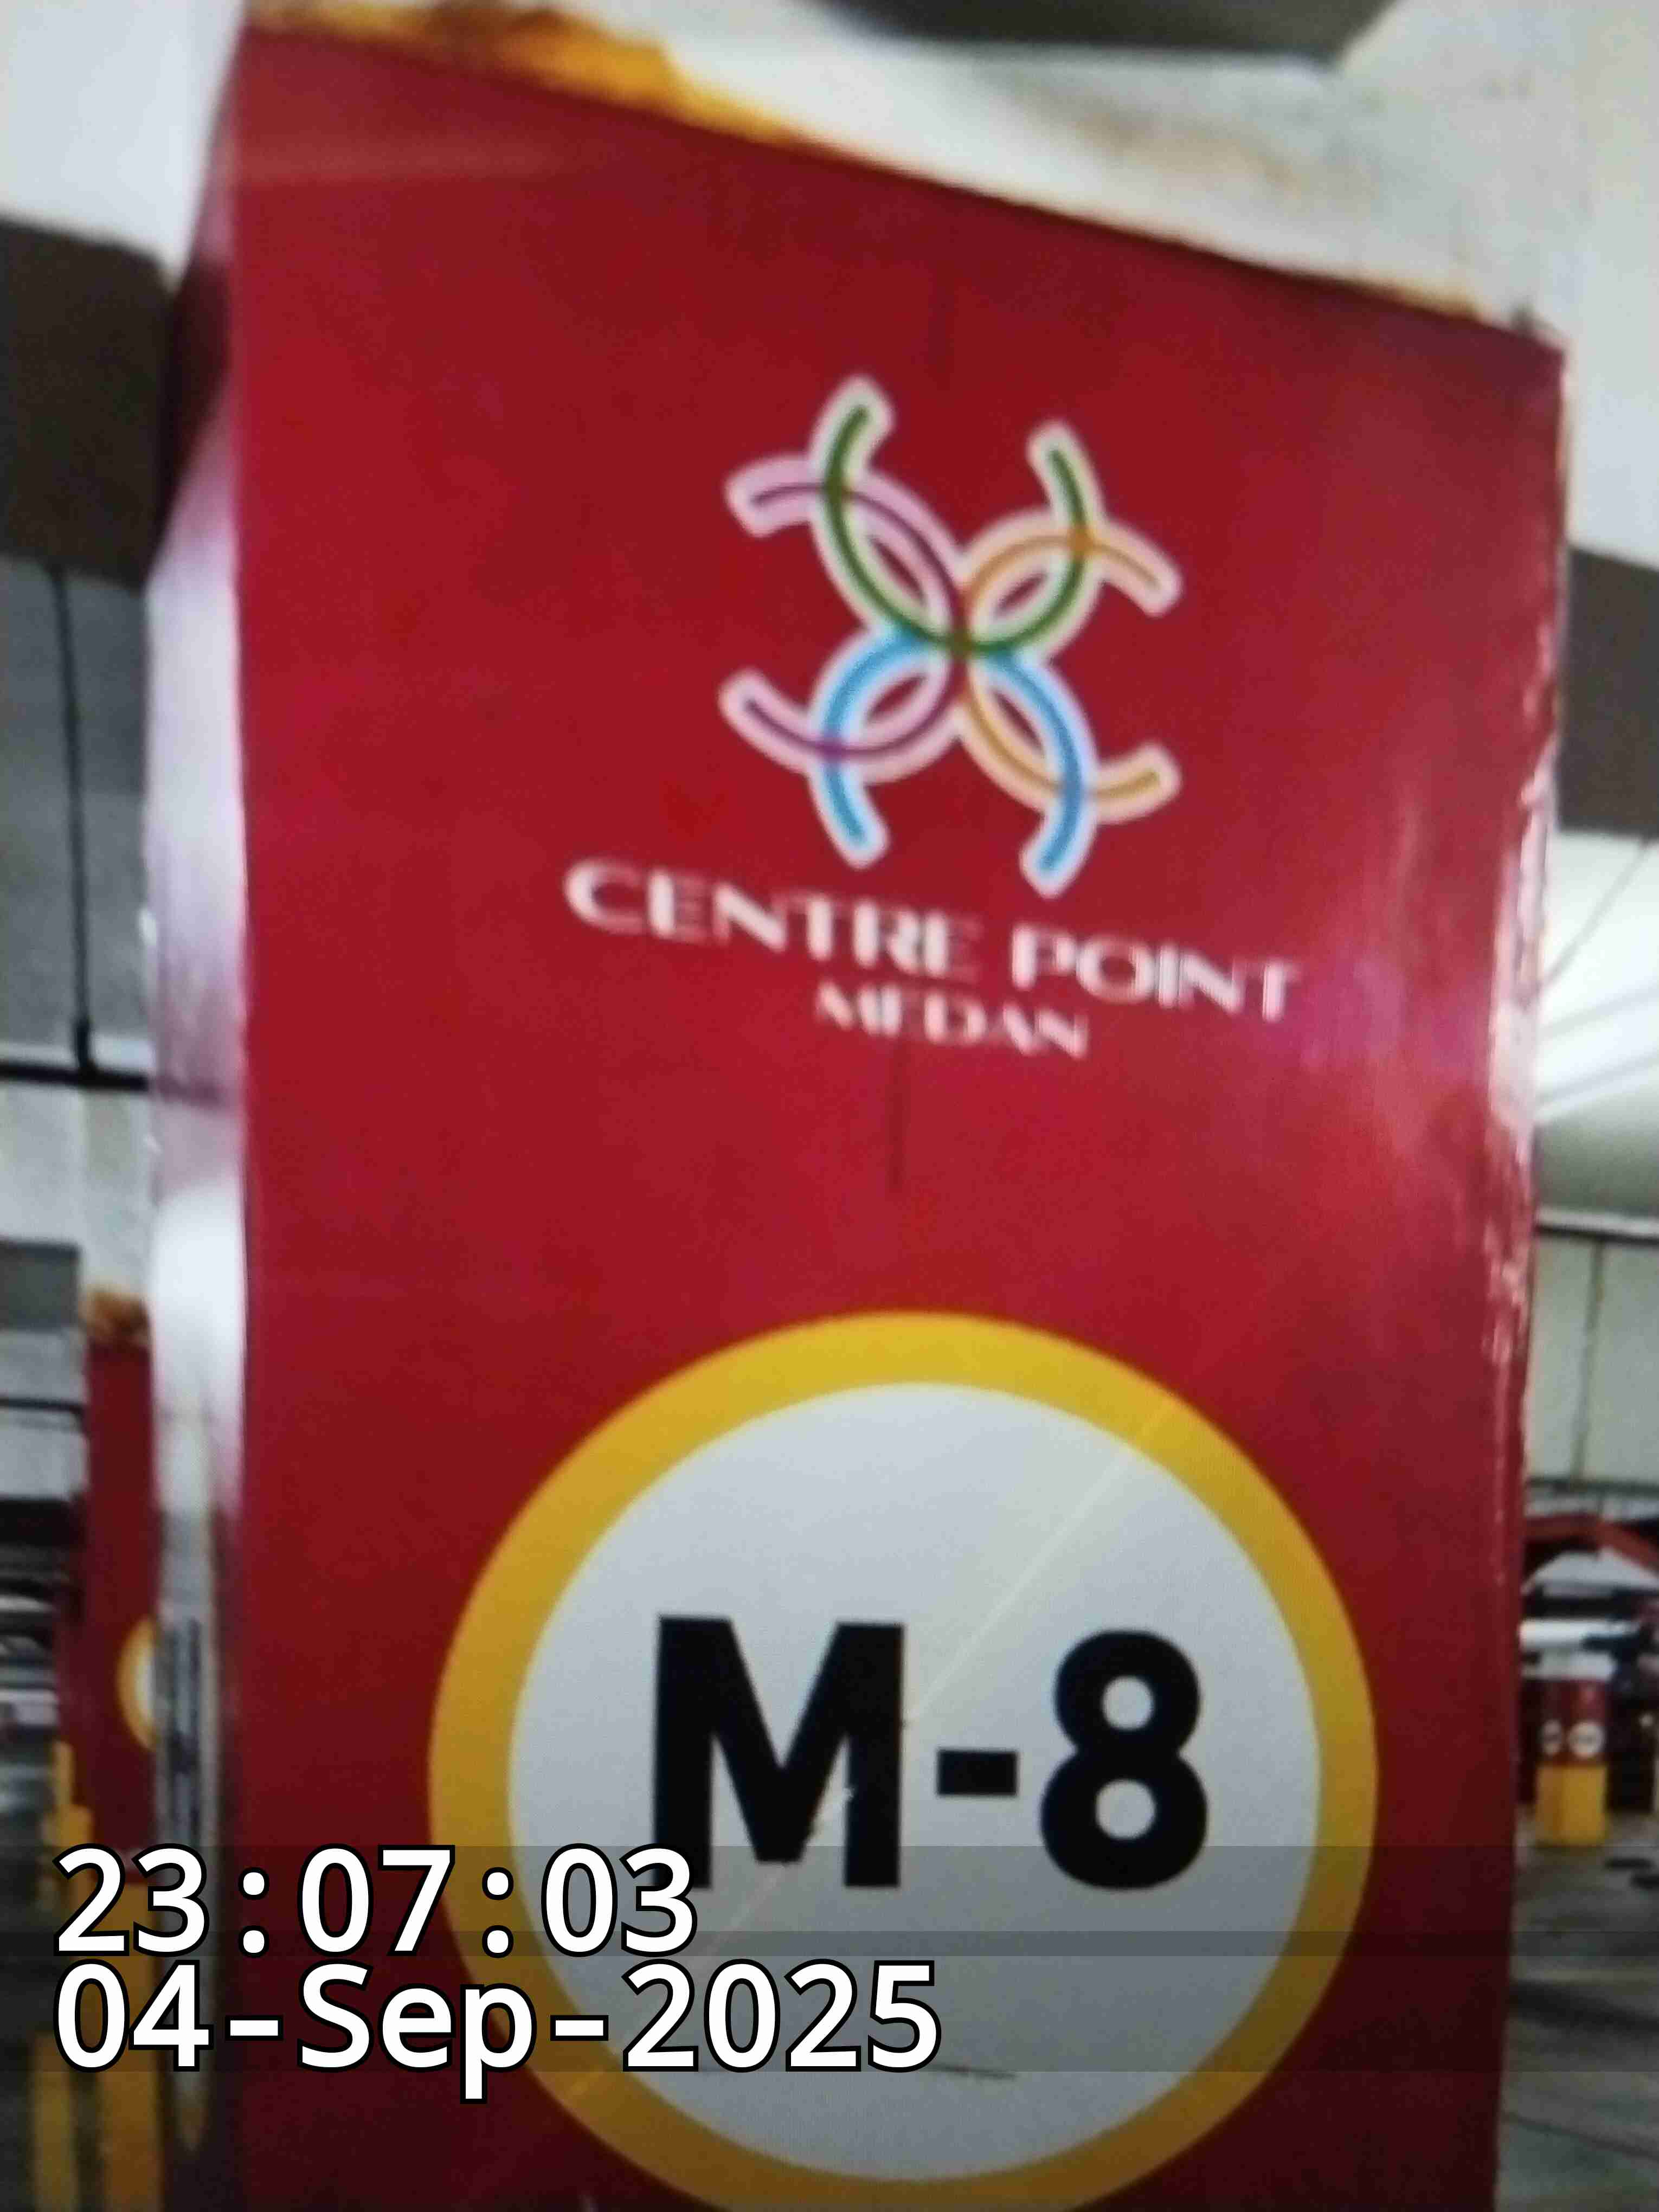 CENTRE POINT
MEDAN
M-8
23:07:03
04-Sep-2025